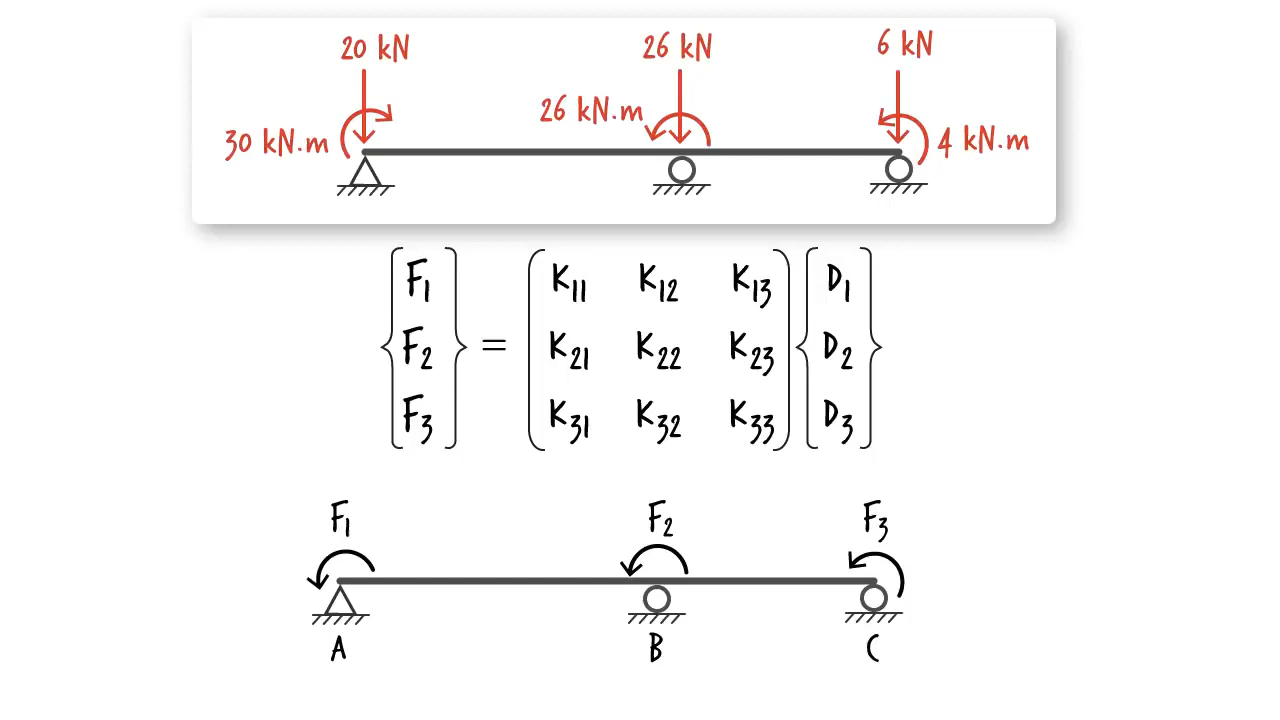 20 kN 26 kN 6 kN
30 kN.m 26 kN.m 4 kN.m
F1 K11 K12 K13 D1
F2 = K21 K22 K23 D2
F3 K31 K32 K33 D3
F1 F2 F3
A B C